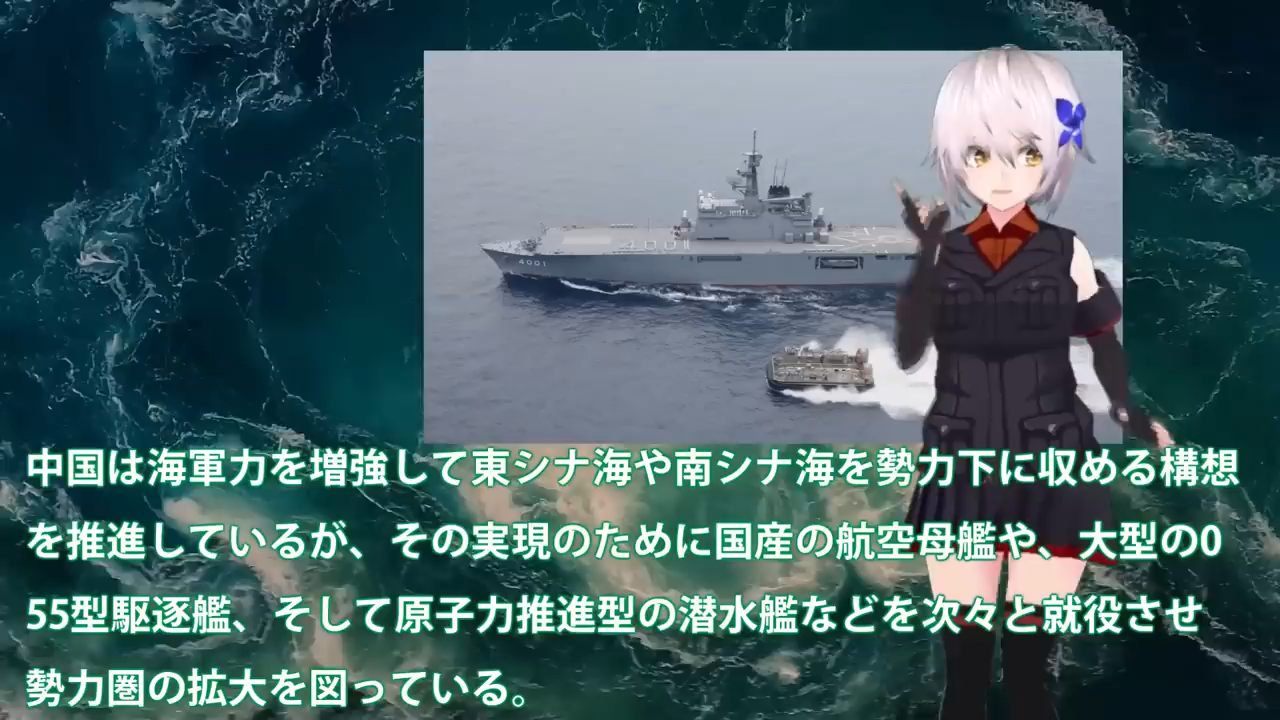 4001
4001
中国は海軍力を増強して東シナ海や南シナ海を勢力下に収める構想
を推進しているが、その実現のために国産の航空母艦や、大型の0
55型駆逐艦、そして原子力推進型の潜水艦などを次々と就役させ
勢力圏の拡大を図っている。